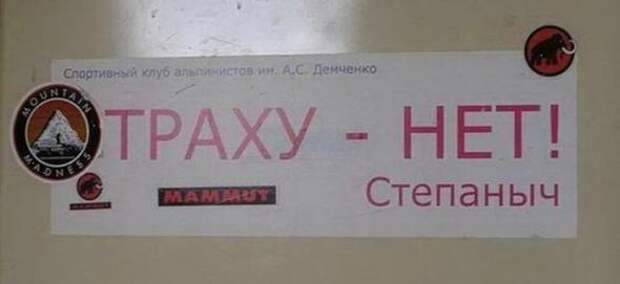 Спортивный клуб альпинистов им. А.С. Демченко
MOUNTAIN MADNESS
ТРАХУ - НЕТ!
MAMMUT
Степаныч